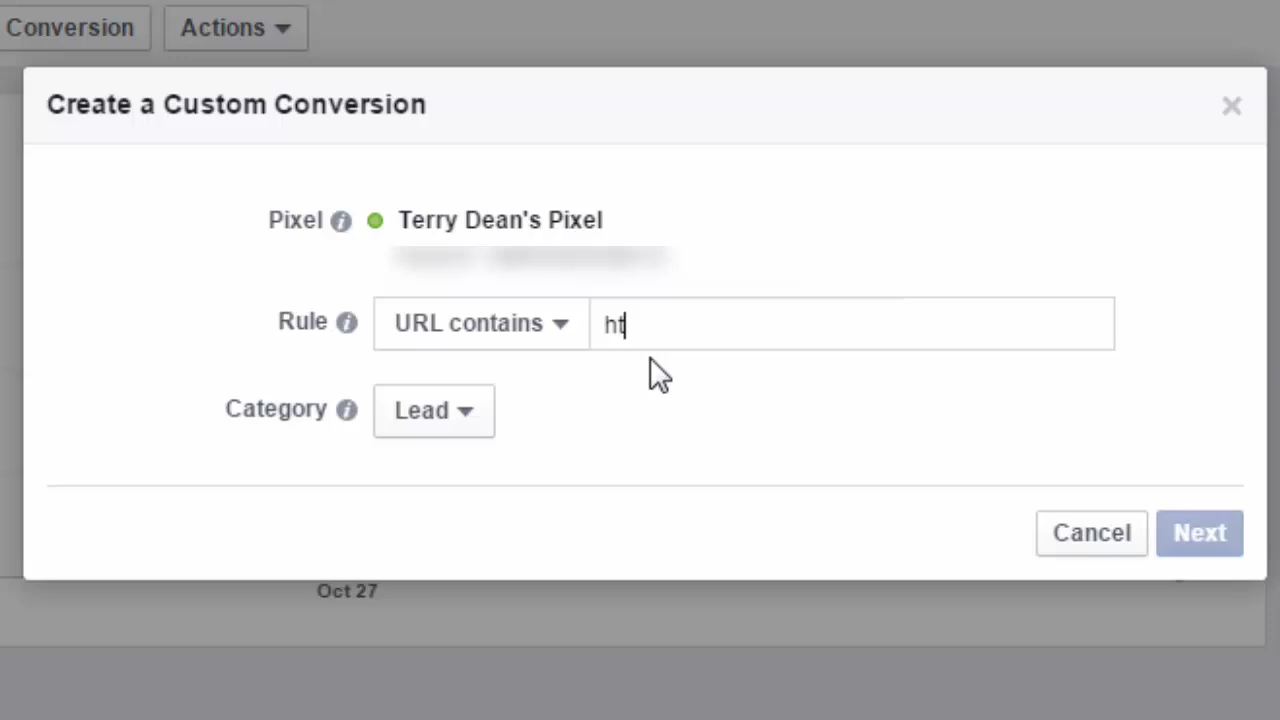 Conversion
Actions
Create a Custom Conversion
Pixel
Terry Dean's Pixel
Rule
URL contains
ht
Category
Lead
Cancel
Next
Oct 27